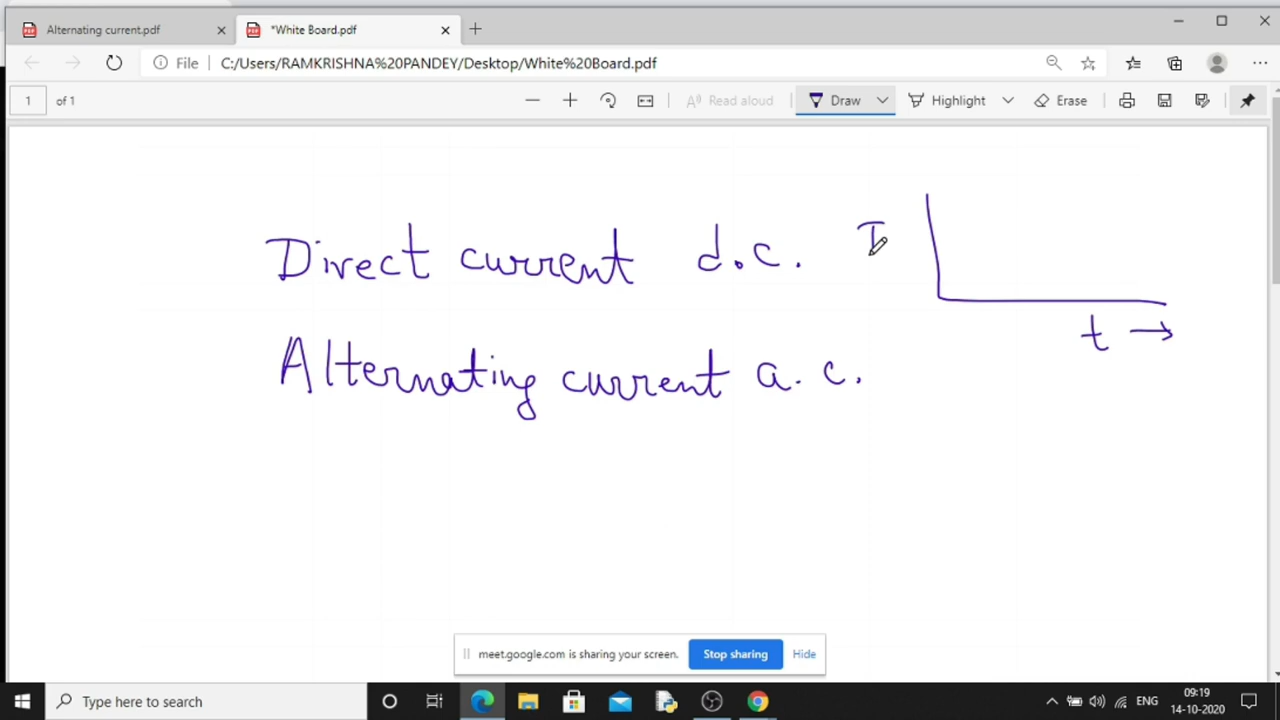 Alternating current.pdf
*White Board.pdf
File
C:/Users/RAMKRISHNA%20PANDEY/Desktop/White%20Board.pdf
1 of 1
Read aloud
Draw
Highlight
Erase
Direct current d.c. I
t →
Alternating current a.c.
meet.google.com is sharing your screen. Stop sharing Hide
Type here to search
ENG
09:19
14-10-2020